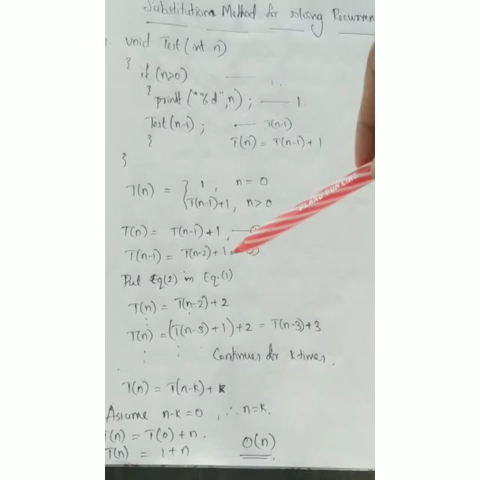 Substitution Method for solving Recurren
void Test(int n)
{ if(n>0)
{ printf("%d",n); — 1
Test(n-1); — T(n-1)
} T(n) = T(n-1)+1
}
T(n) = { 1, n=0
{ T(n-1)+1, n>0
T(n) = T(n-1)+1 —
T(n-1) = T(n-2)+1 — ②
Put Eq(2) in Eq.(1)
T(n) = T(n-2)+2
T(n) = (T(n-3)+1)+2 = T(n-3)+3
Continues for k times.
T(n) = T(n-k)+k
Assume n-k=0, ∴ n=k.
T(n) = T(0)+n. O(n)
T(n) = 1+n